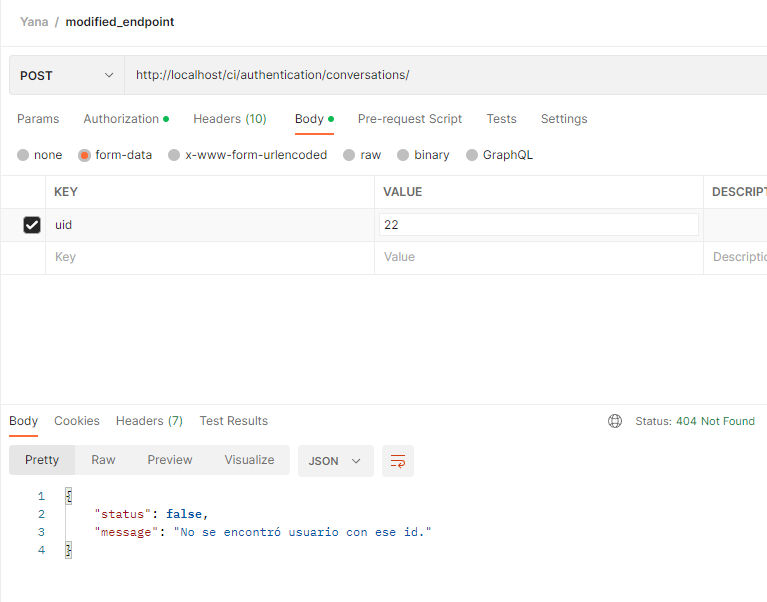 Yana / modified_endpoint
POST http://localhost/ci/authentication/conversations/
Params Authorization Headers (10) Body Pre-request Script Tests Settings
none form-data x-www-form-urlencoded raw binary GraphQL
KEY VALUE DESCRIPT
uid 22
Key Value Descriptio
Body Cookies Headers (7) Test Results Status: 404 Not Found
Pretty Raw Preview Visualize JSON
1 {
2 "status": false,
3 "message": "No se encontró usuario con ese id."
4 }